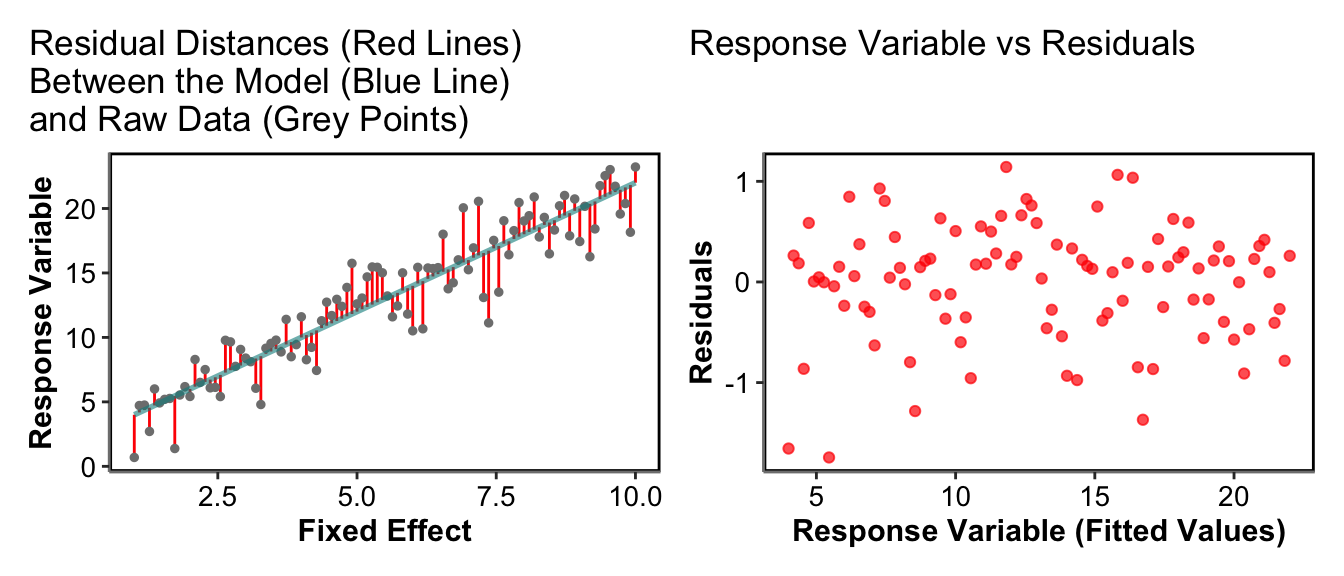 Residual Distances (Red Lines)
Between the Model (Blue Line)
and Raw Data (Grey Points)
Response Variable
20
15
10
5
0
2.5
5.0
7.5
10.0
Fixed Effect
Response Variable vs Residuals
Residuals
1
0
-1
5
10
15
20
Response Variable (Fitted Values)